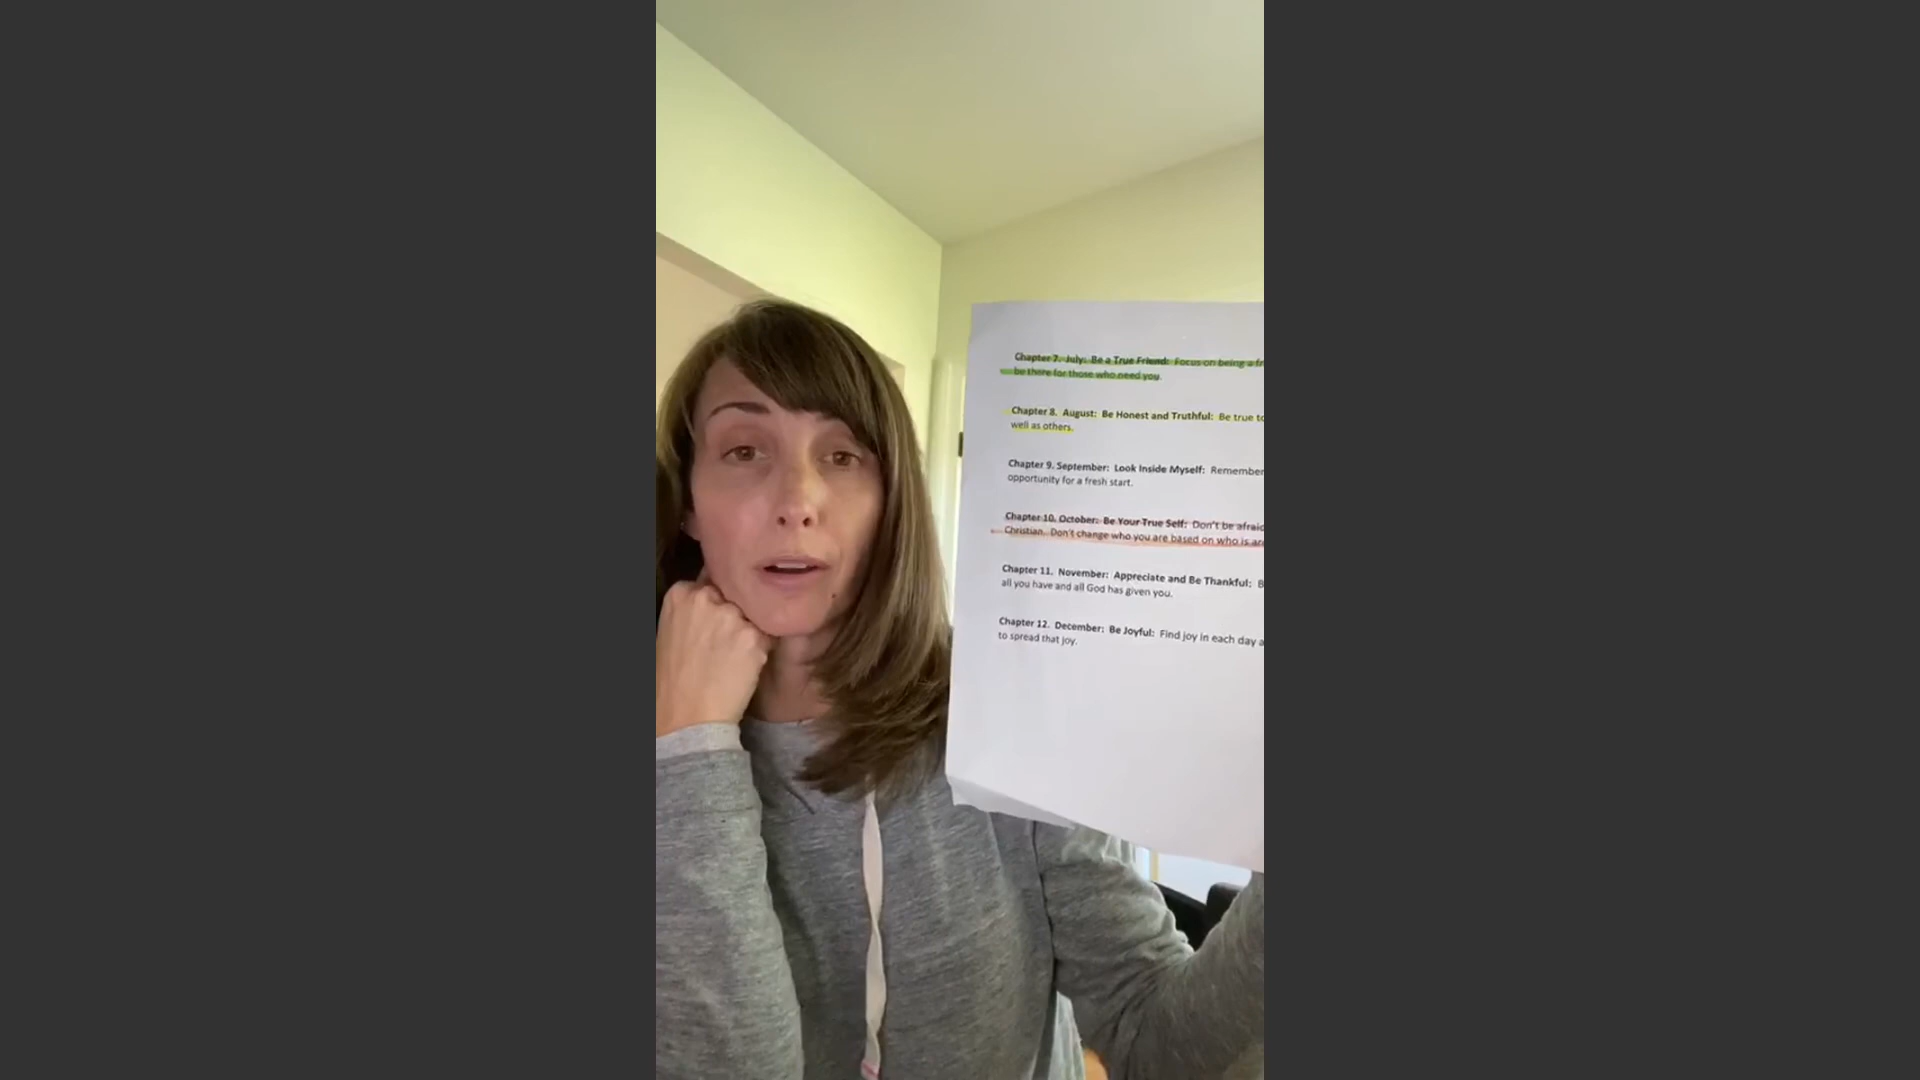 Chapter 7. July: Be a True Friend: Focus on being a fr
be there for those who need you.
Chapter 8. August: Be Honest and Truthful: Be true to
well as others.
Chapter 9. September: Look Inside Myself: Remember
opportunity for a fresh start.
Chapter 10. October: Be Your True Self: Don't be afraid
Christian. Don't change who you are based on who is aro
Chapter 11. November: Appreciate and Be Thankful: B
all you have and all God has given you.
Chapter 12. December: Be Joyful: Find joy in each day a
to spread that joy.